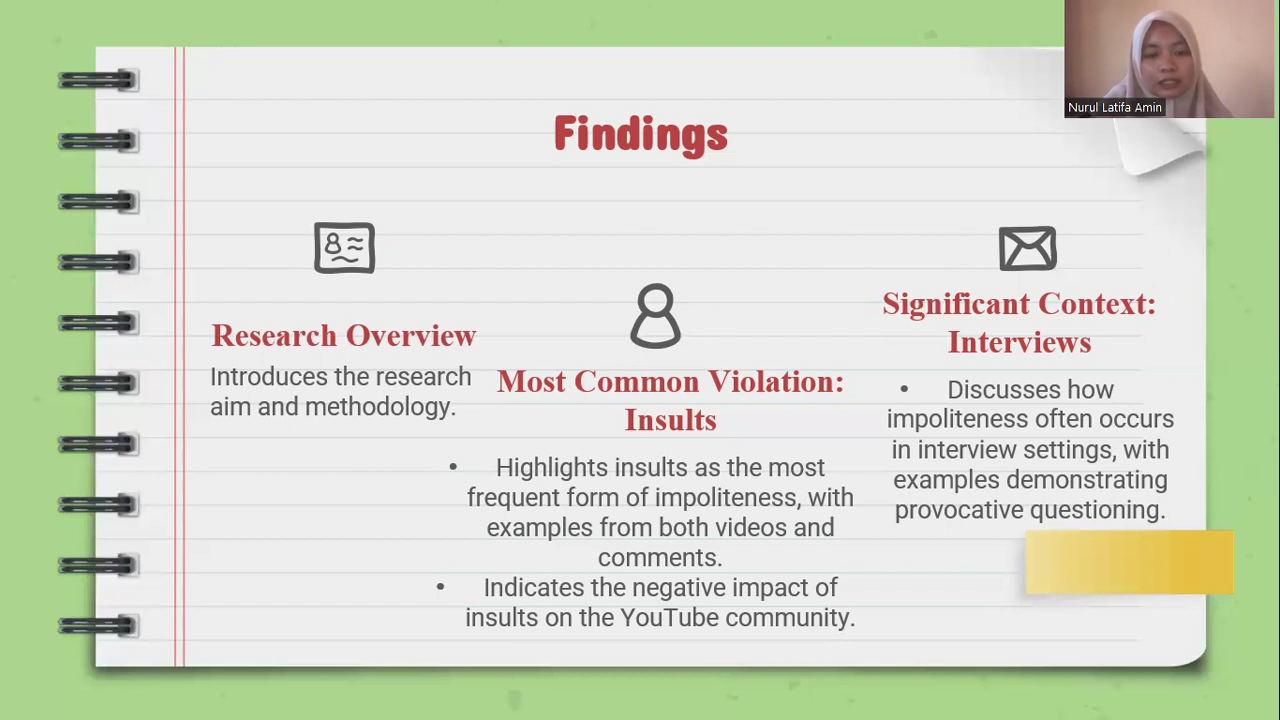 Nurul Latifa Amin
Findings
Research Overview
Introduces the research
aim and methodology.
Most Common Violation:
Insults
• Highlights insults as the most
frequent form of impoliteness, with
examples from both videos and
comments.
• Indicates the negative impact of
insults on the YouTube community.
Significant Context:
Interviews
• Discusses how
impoliteness often occurs
in interview settings, with
examples demonstrating
provocative questioning.